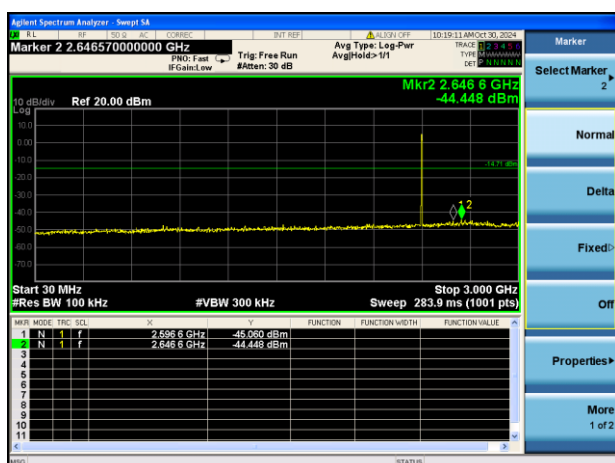 Agilent Spectrum Analyzer - Swept SA
RL RF 50 Ω AC CORREC INT REF ALIGN OFF 10:19:11 AM Oct 30, 2024
Marker 2 2.646570000000 GHz
PNO: Fast Trig: Free Run
IFGain:Low #Atten: 30 dB
Avg Type: Log-Pwr
Avg|Hold:>1/1
TRACE 1 2 3 4 5 6
TYPE M W W W W W
DET P N N N N N
Mkr2 2.646 6 GHz
-44.448 dBm
10 dB/div Ref 20.00 dBm
Log
10.0
0.00
-10.0
-14.71 dBm
-20.0
-30.0
-40.0
1 2
-50.0
-60.0
-70.0
Start 30 MHz Stop 3.000 GHz
#Res BW 100 kHz #VBW 300 kHz Sweep 283.9 ms (1001 pts)
MKR MODE TRC SCL X Y FUNCTION FUNCTION WIDTH FUNCTION VALUE
1 N 1 f 2.596 6 GHz -45.060 dBm
2 N 1 f 2.646 6 GHz -44.448 dBm
3
4
5
6
7
8
9
10
11
MSG STATUS
Marker
Select Marker
2
Normal
Delta
Fixed
Off
Properties
More
1 of 2